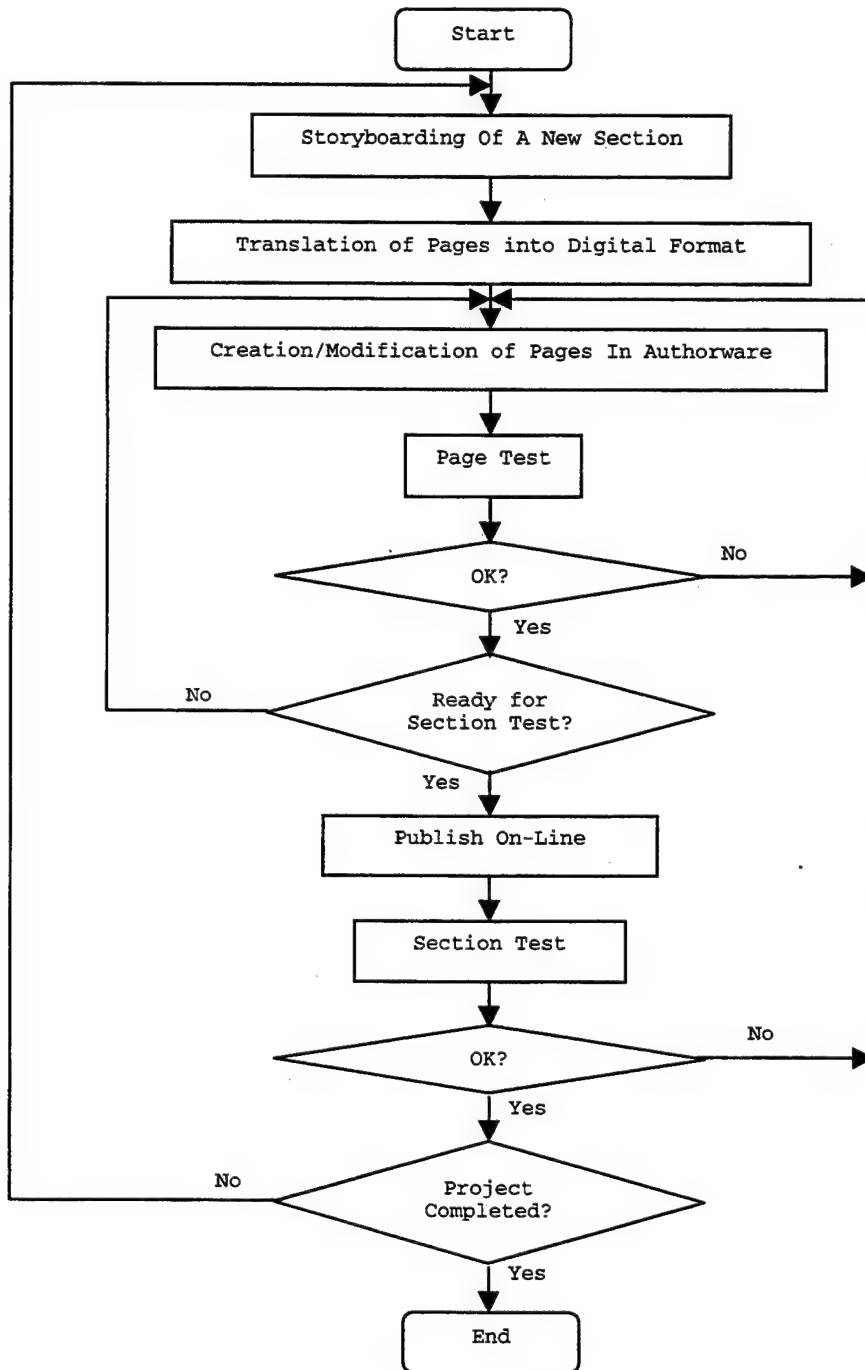 Start
Storyboarding Of A New Section
Translation of Pages into Digital Format
Creation/Modification of Pages In Authorware
Page Test
No
OK?
Yes
No
Ready for
Section Test?
Yes
Publish On-Line
Section Test
No
OK?
Yes
No
Project
Completed?
Yes
End